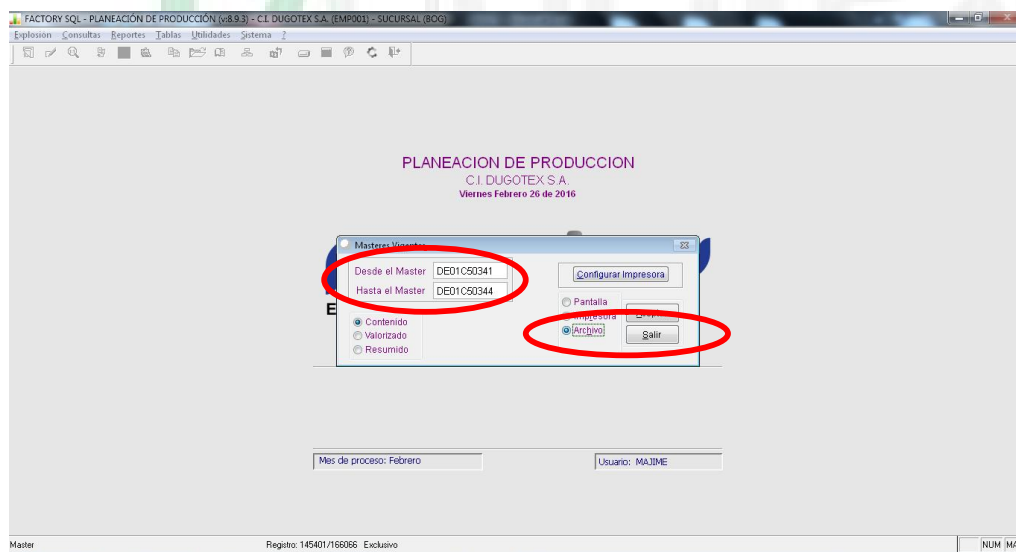 FACTORY SQL - PLANEACIÓN DE PRODUCCIÓN (v:8.9.3) - C.I. DUGOTEX S.A. (EMP001) - SUCURSAL (BOG)
Explosión Consultas Reportes Tablas Utilidades Sistema ?
PLANEACION DE PRODUCCION
C.I. DUGOTEX S.A.
Viernes Febrero 26 de 2016
Masteres Vigentes
Desde el Master DE01C50341
Hasta el Master DE01C50344
Configurar Impresora
Contenido
Valorizado
Resumido
Pantalla
Impresora
Archivo
Salir
E
Mes de proceso: Febrero
Usuario: MAJIME
Master
Registro: 145401/166066 Exclusivo
NUM